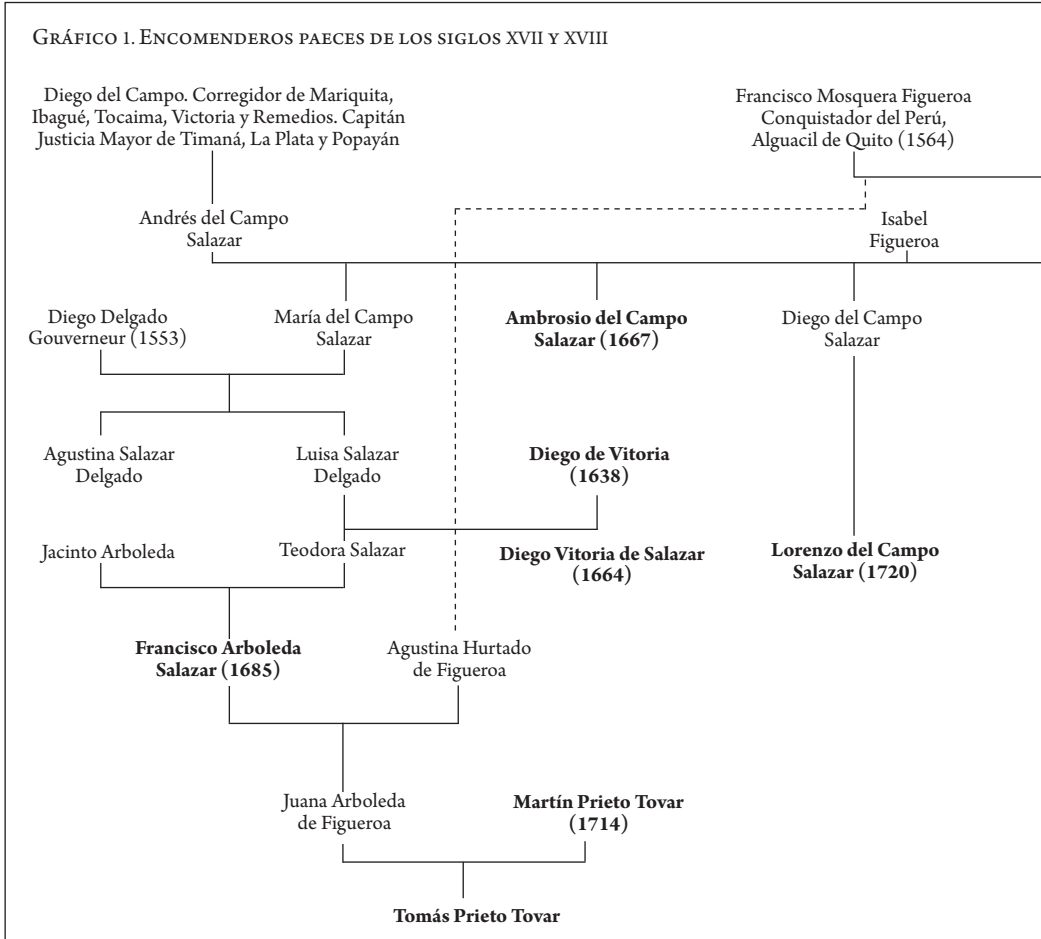 GRÁFICO 1. ENCOMENDEROS PAECES DE LOS SIGLOS XVII Y XVIII
Diego del Campo. Corregidor de Mariquita,
Ibagué, Tocaima, Victoria y Remedios. Capitán
Justicia Mayor de Timaná, La Plata y Popayán
Francisco Mosquera Figueroa
Conquistador del Perú,
Alguacil de Quito (1564)
Andrés del Campo
Salazar
Isabel
Figueroa
Diego Delgado
Gouverneur (1553)
María del Campo
Salazar
Ambrosio del Campo
Salazar (1667)
Diego del Campo
Salazar
Agustina Salazar
Delgado
Luisa Salazar
Delgado
Diego de Vitoria
(1638)
Jacinto Arboleda
Teodora Salazar
Diego Vitoria de Salazar
(1664)
Lorenzo del Campo
Salazar (1720)
Francisco Arboleda
Salazar (1685)
Agustina Hurtado
de Figueroa
Juana Arboleda
de Figueroa
Martín Prieto Tovar
(1714)
Tomás Prieto Tovar